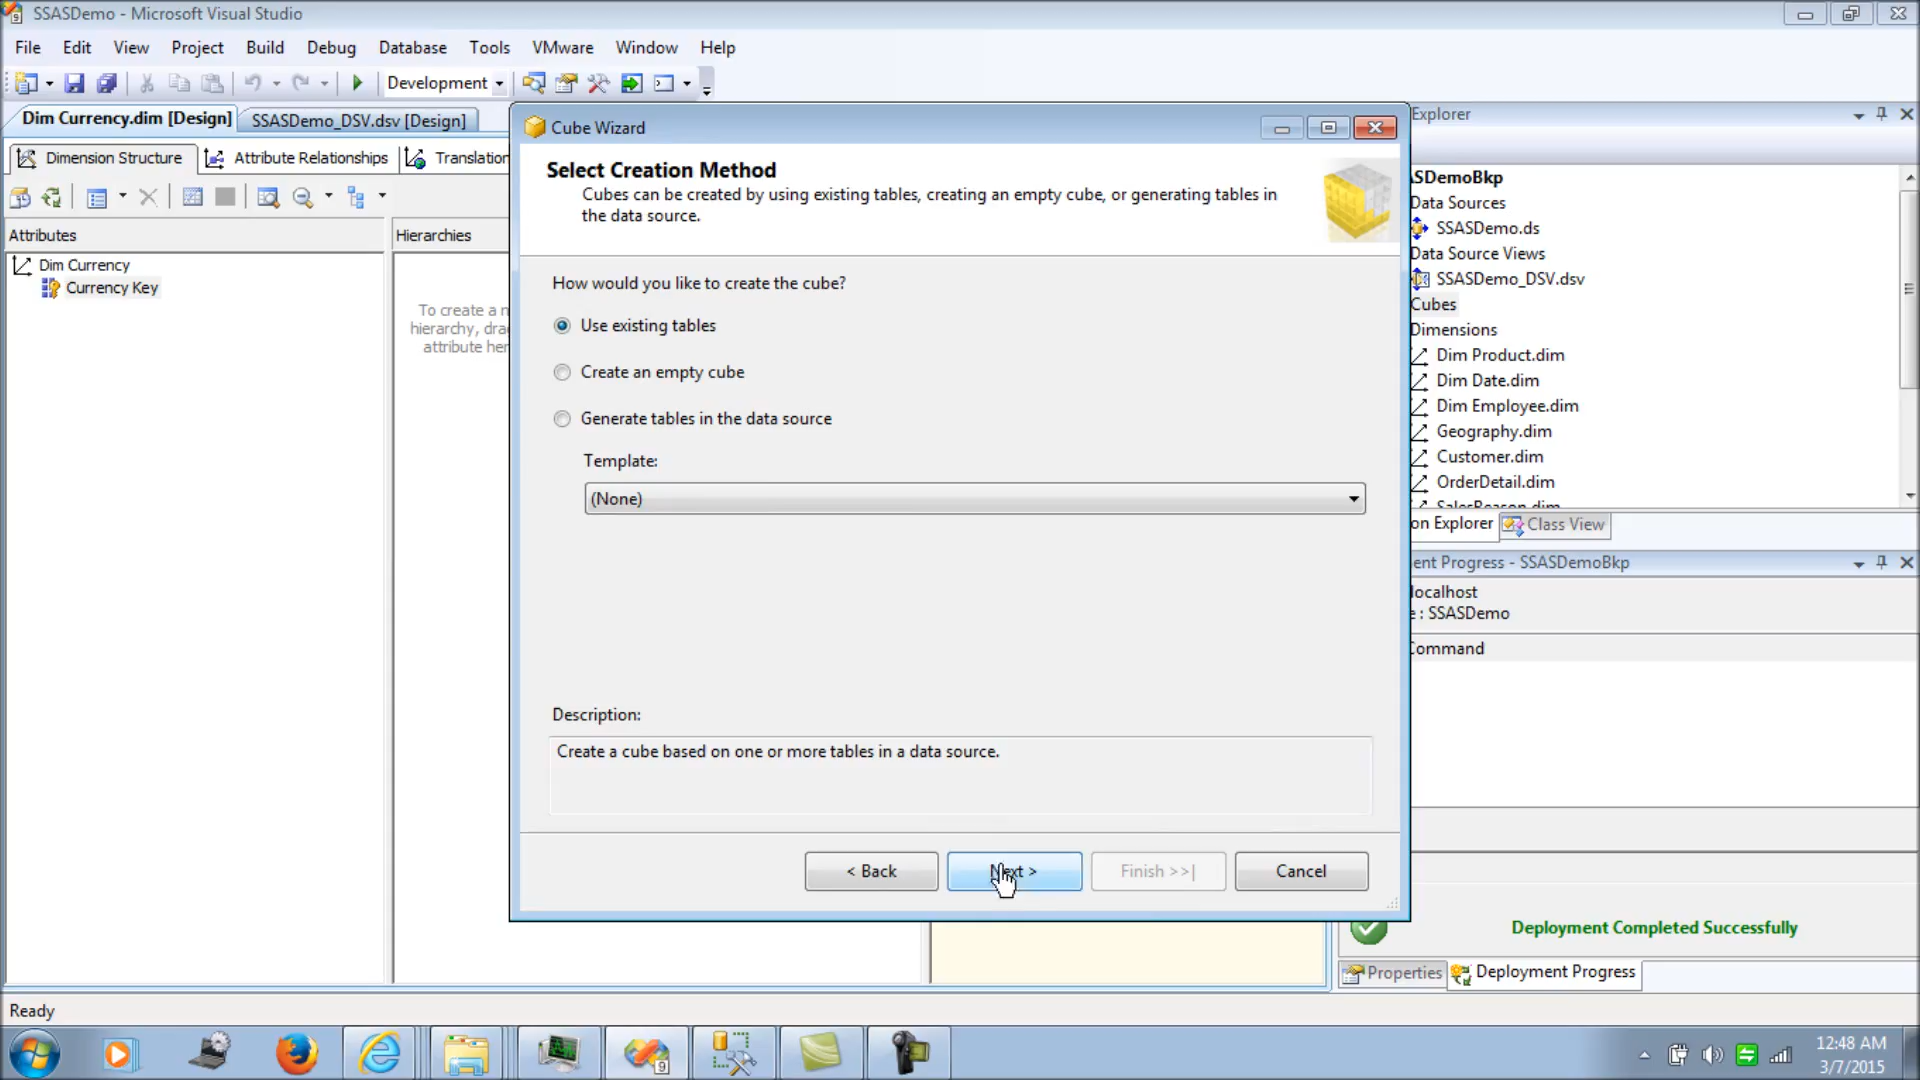 SSASDemo - Microsoft Visual Studio
File Edit View Project Build Debug Database Tools VMware Window Help
Development
Dim Currency.dim [Design] SSASDemo_DSV.dsv [Design]
Dimension Structure Attribute Relationships Translation
Attributes
Hierarchies
Dim Currency
Currency Key
To create a n
hierarchy, dra
attribute her
Cube Wizard
Select Creation Method
Cubes can be created by using existing tables, creating an empty cube, or generating tables in
the data source.
How would you like to create the cube?
Use existing tables
Create an empty cube
Generate tables in the data source
Template:
(None)
Description:
Create a cube based on one or more tables in a data source.
< Back Next > Finish >>| Cancel
Explorer
ASDemoBkp
Data Sources
SSASDemo.ds
Data Source Views
SSASDemo_DSV.dsv
Cubes
Dimensions
Dim Product.dim
Dim Date.dim
Dim Employee.dim
Geography.dim
Customer.dim
OrderDetail.dim
SalesReason.dim
on Explorer Class View
ent Progress - SSASDemoBkp
localhost
e : SSASDemo
Command
Deployment Completed Successfully
Properties Deployment Progress
Ready
12:48 AM
3/7/2015